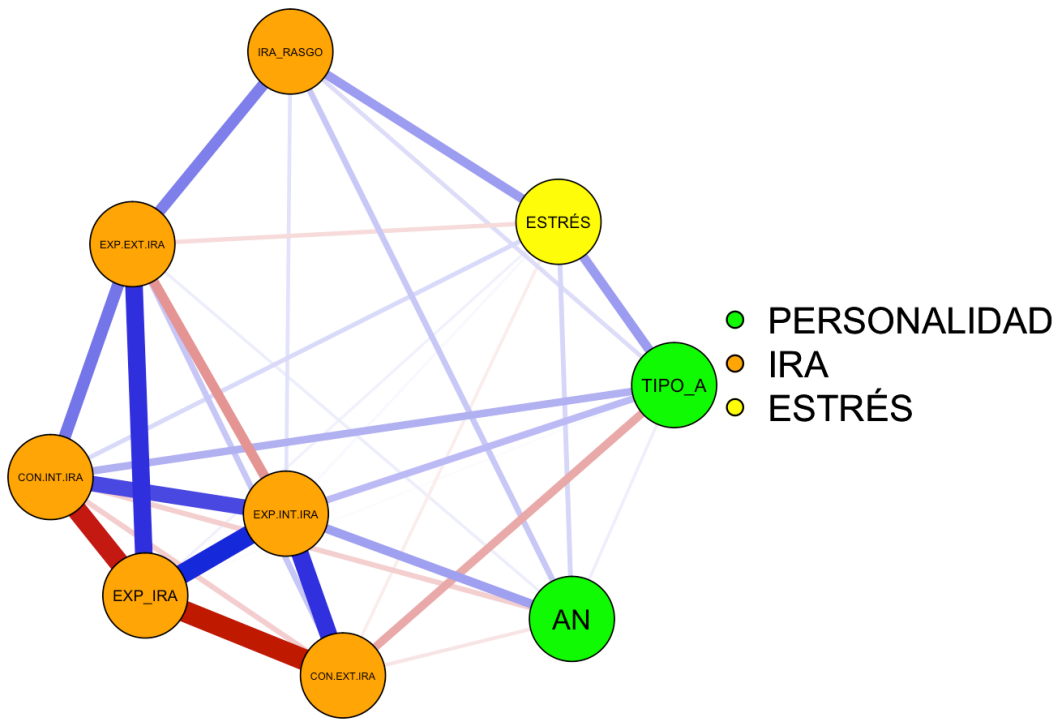 IRA_RASGO
ESTRÉS
EXP.EXT.IRA
PERSONALIDAD
IRA
ESTRÉS
TIPO_A
CON.INT.IRA
EXP.INT.IRA
EXP_IRA
AN
CON.EXT.IRA